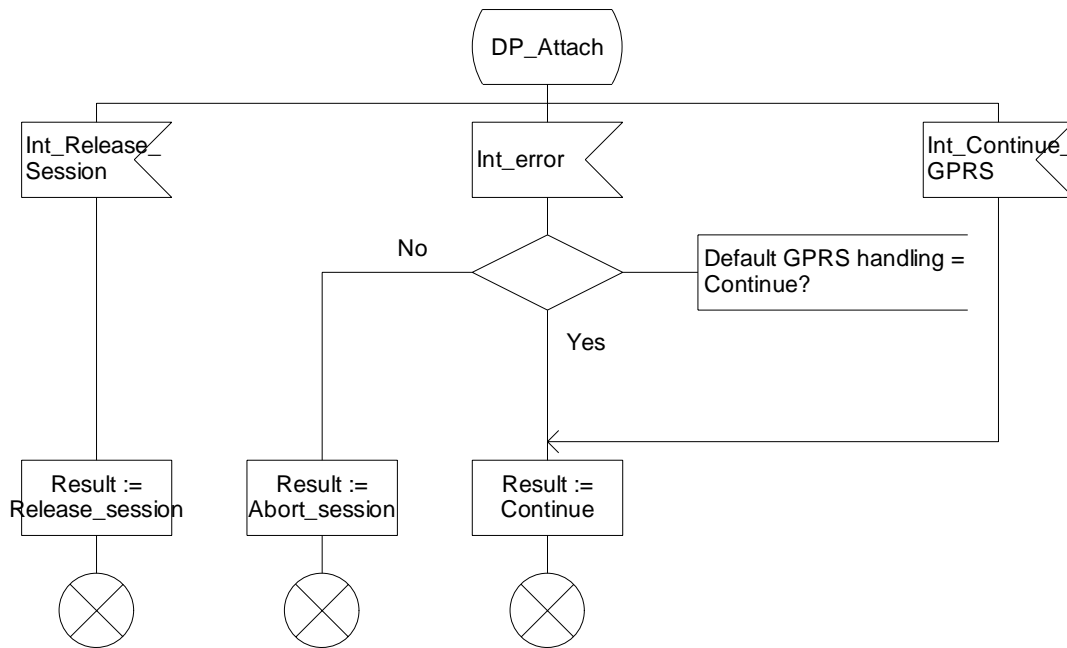 DP_Attach
Int_Release_
Session
Int_error
Int_Continue_
GPRS
No
Default GPRS handling =
Continue?
Yes
Result :=
Release_session
Result :=
Abort_session
Result :=
Continue